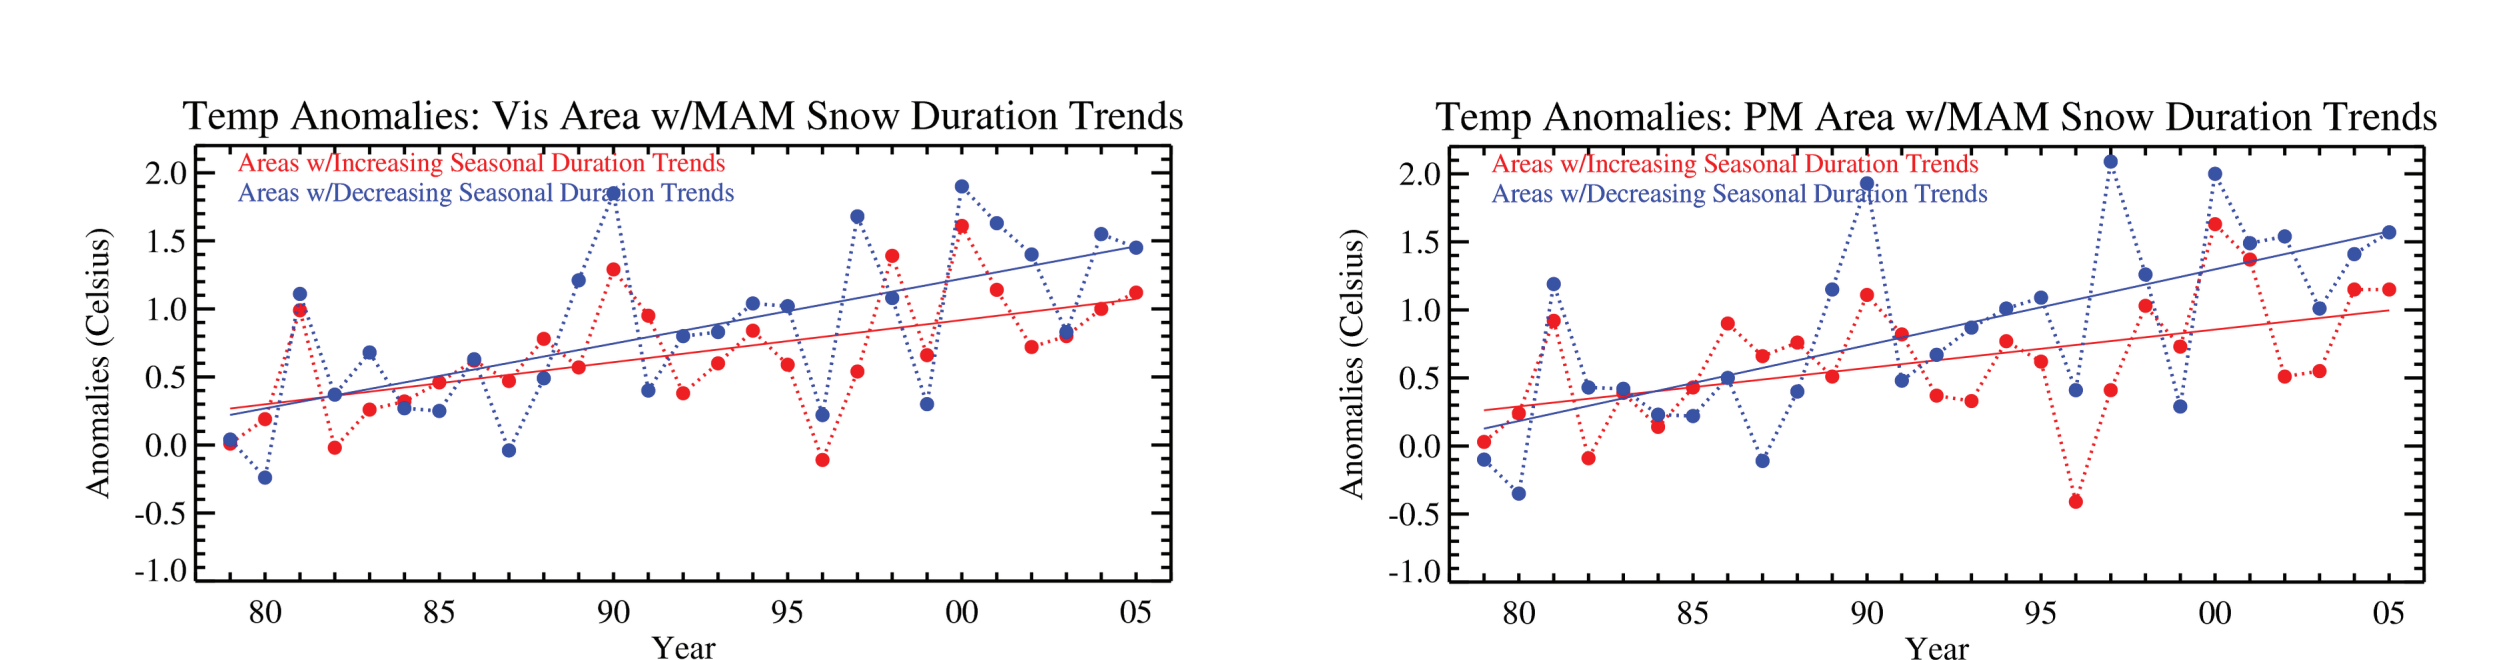 Temp Anomalies: Vis Area w/MAM Snow Duration Trends
Areas w/Increasing Seasonal Duration Trends
Areas w/Decreasing Seasonal Duration Trends
Anomalies (Celsius)
2.0
1.5
1.0
0.5
0.0
-0.5
-1.0
80 85 90 95 00 05
Year
Temp Anomalies: PM Area w/MAM Snow Duration Trends
Areas w/Increasing Seasonal Duration Trends
Areas w/Decreasing Seasonal Duration Trends
Anomalies (Celsius)
2.0
1.5
1.0
0.5
0.0
-0.5
-1.0
80 85 90 95 00 05
Year